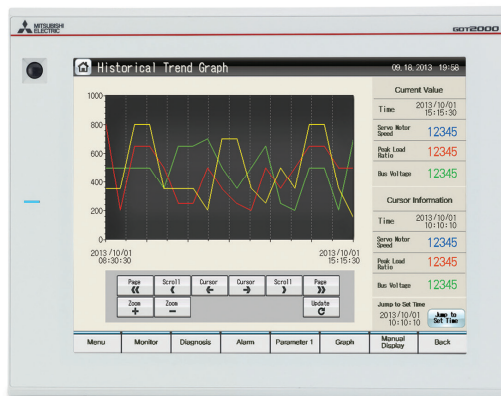 MITSUBISHI
ELECTRIC
GOT2000
Historical Trend Graph
09.18.2013 19:58
1000
800
600
400
200
0
2013/10/01
08:30:30
2013/10/01
15:15:30
Current Value
Time 2013/10/01
15:15:30
Servo Motor
Speed 12345
Peak Load
Ratio 12345
Bus Voltage 12345
Cursor Information
Time 2013/10/01
10:10:10
Servo Motor
Speed 12345
Peak Load
Ratio 12345
Bus Voltage 12345
Jump to Set Time
2013/10/01
10:10:10
Jump to
Set Time
Page Scroll Cursor Cursor Scroll Page
Zoom Zoom Update
Menu Monitor Diagnosis Alarm Parameter 1 Graph Manual
Display Back